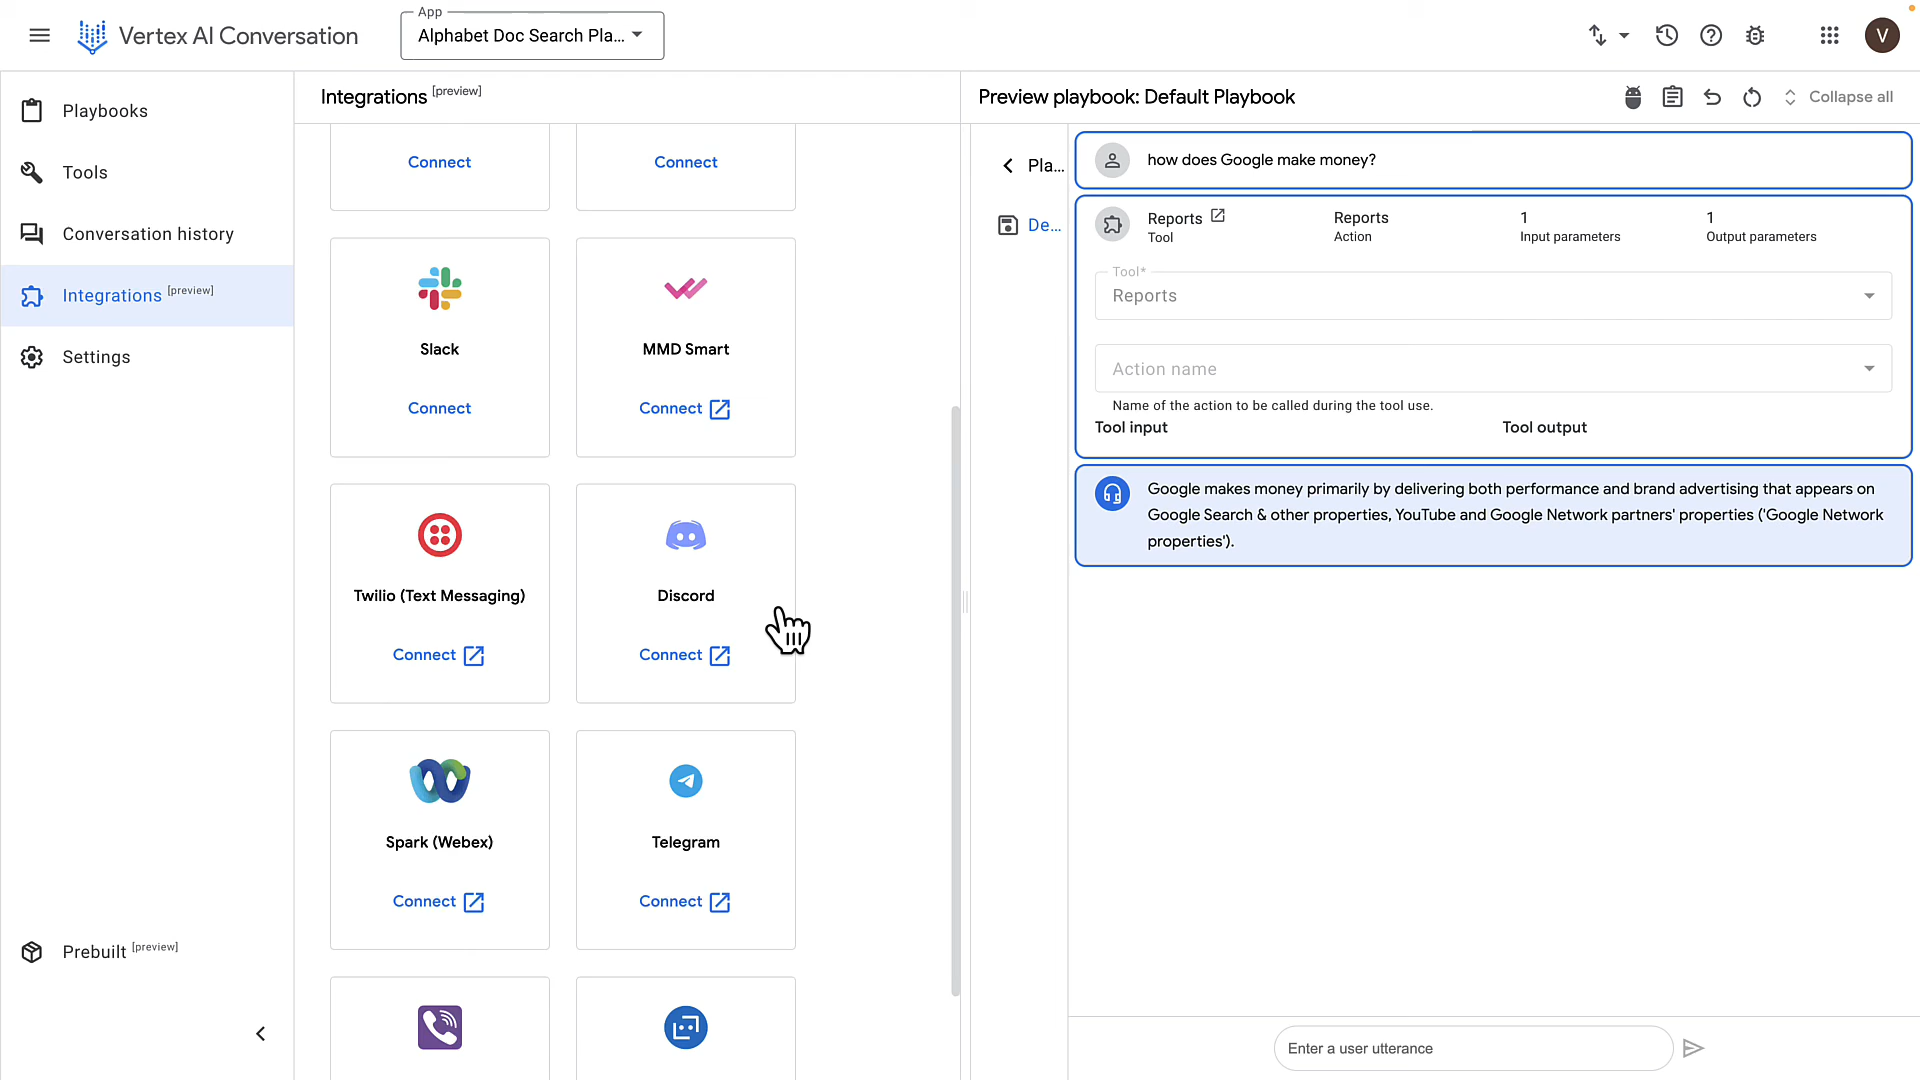 Vertex AI Conversation
App
Alphabet Doc Search Pla...
V
Playbooks
Tools
Conversation history
Integrations [preview]
Settings
Prebuilt [preview]
Integrations [preview]
Connect
Connect
Slack
Connect
MMD Smart
Connect
Twilio (Text Messaging)
Connect
Discord
Connect
Spark (Webex)
Connect
Telegram
Connect
Preview playbook: Default Playbook
Collapse all
Pla...
De...
how does Google make money?
Reports
Tool
Reports
Action
1
Input parameters
1
Output parameters
Tool*
Reports
Action name
Name of the action to be called during the tool use.
Tool input
Tool output
Google makes money primarily by delivering both performance and brand advertising that appears on
Google Search & other properties, YouTube and Google Network partners' properties ('Google Network
properties').
Enter a user utterance